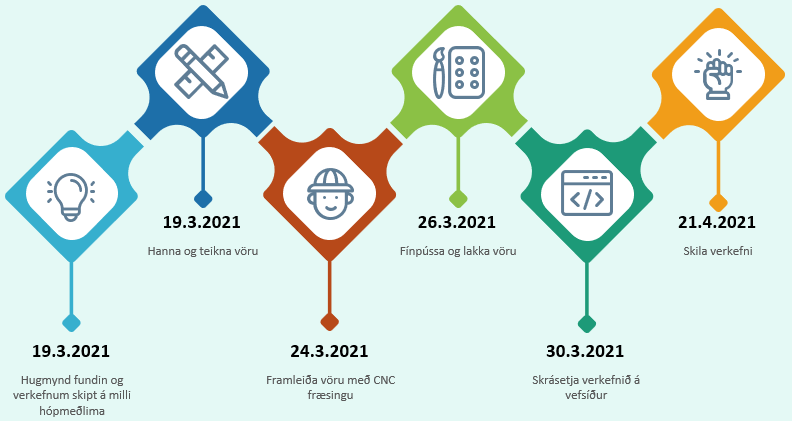 19.3.2021
Hugmynd fundin og
verkefnum skipt á milli
hópmeðlima
19.3.2021
Hanna og teikna vöru
24.3.2021
Framleiða vöru með CNC
fræsingu
26.3.2021
Fínpússa og lakka vöru
30.3.2021
Skrásetja verkefnið á
vefsíður
21.4.2021
Skila verkefni